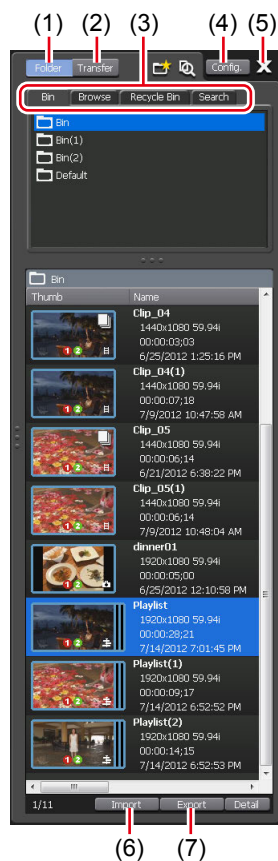 (1) (2) (3) (4) (5)
Folder Transfer Config.
Bin Browse Recycle Bin Search
Bin
Bin(1)
Bin(2)
Default
Bin
Thumb Name
Clip_04
1440x1080 59.94i
00:00:03;03
6/25/2012 1:25:16 PM
Clip_04(1)
1440x1080 59.94i
00:00:07;18
7/9/2012 10:47:58 AM
Clip_05
1440x1080 59.94i
00:00:06;14
6/21/2012 6:38:22 PM
Clip_05(1)
1440x1080 59.94i
00:00:06;14
7/9/2012 10:48:04 AM
dinner01
1920x1080 59.94i
00:00:05;00
6/25/2012 12:10:58 PM
Playlist
1920x1080 59.94i
00:00:28;21
7/14/2012 7:01:45 PM
Playlist(1)
1920x1080 59.94i
00:00:09;17
7/14/2012 6:52:52 PM
Playlist(2)
1920x1080 59.94i
00:00:14;15
7/14/2012 6:52:53 PM
1/11 Import Export Detail
(6) (7)